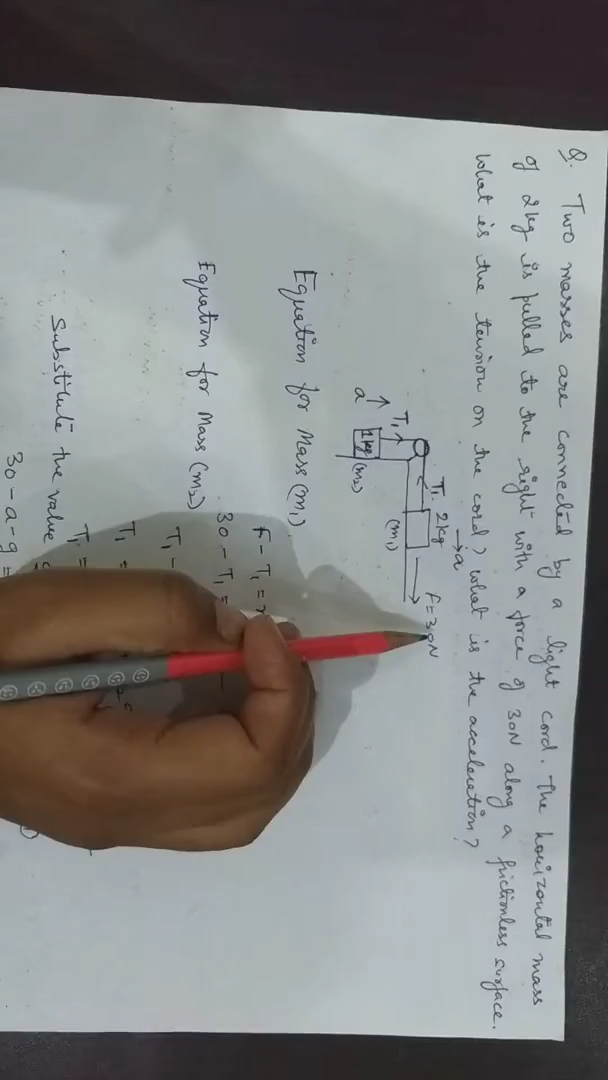 Q. Two masses are connected by a light cord. The horizontal mass
of 2kg is pulled to the right with a force of 30N along a frictionless surface.
What is the tension on the cord? what is the acceleration?
→a
T₁ 2kg F=30N
(m₁)
T₁
a 1kg (m₂)
Equation for Mass (m₁)
F - T₁ =
30 - T₁ =
Equation for Mass (m₂)
T₁ -
T₁ =
T₁ =
Substitute the value
30 - a - 9